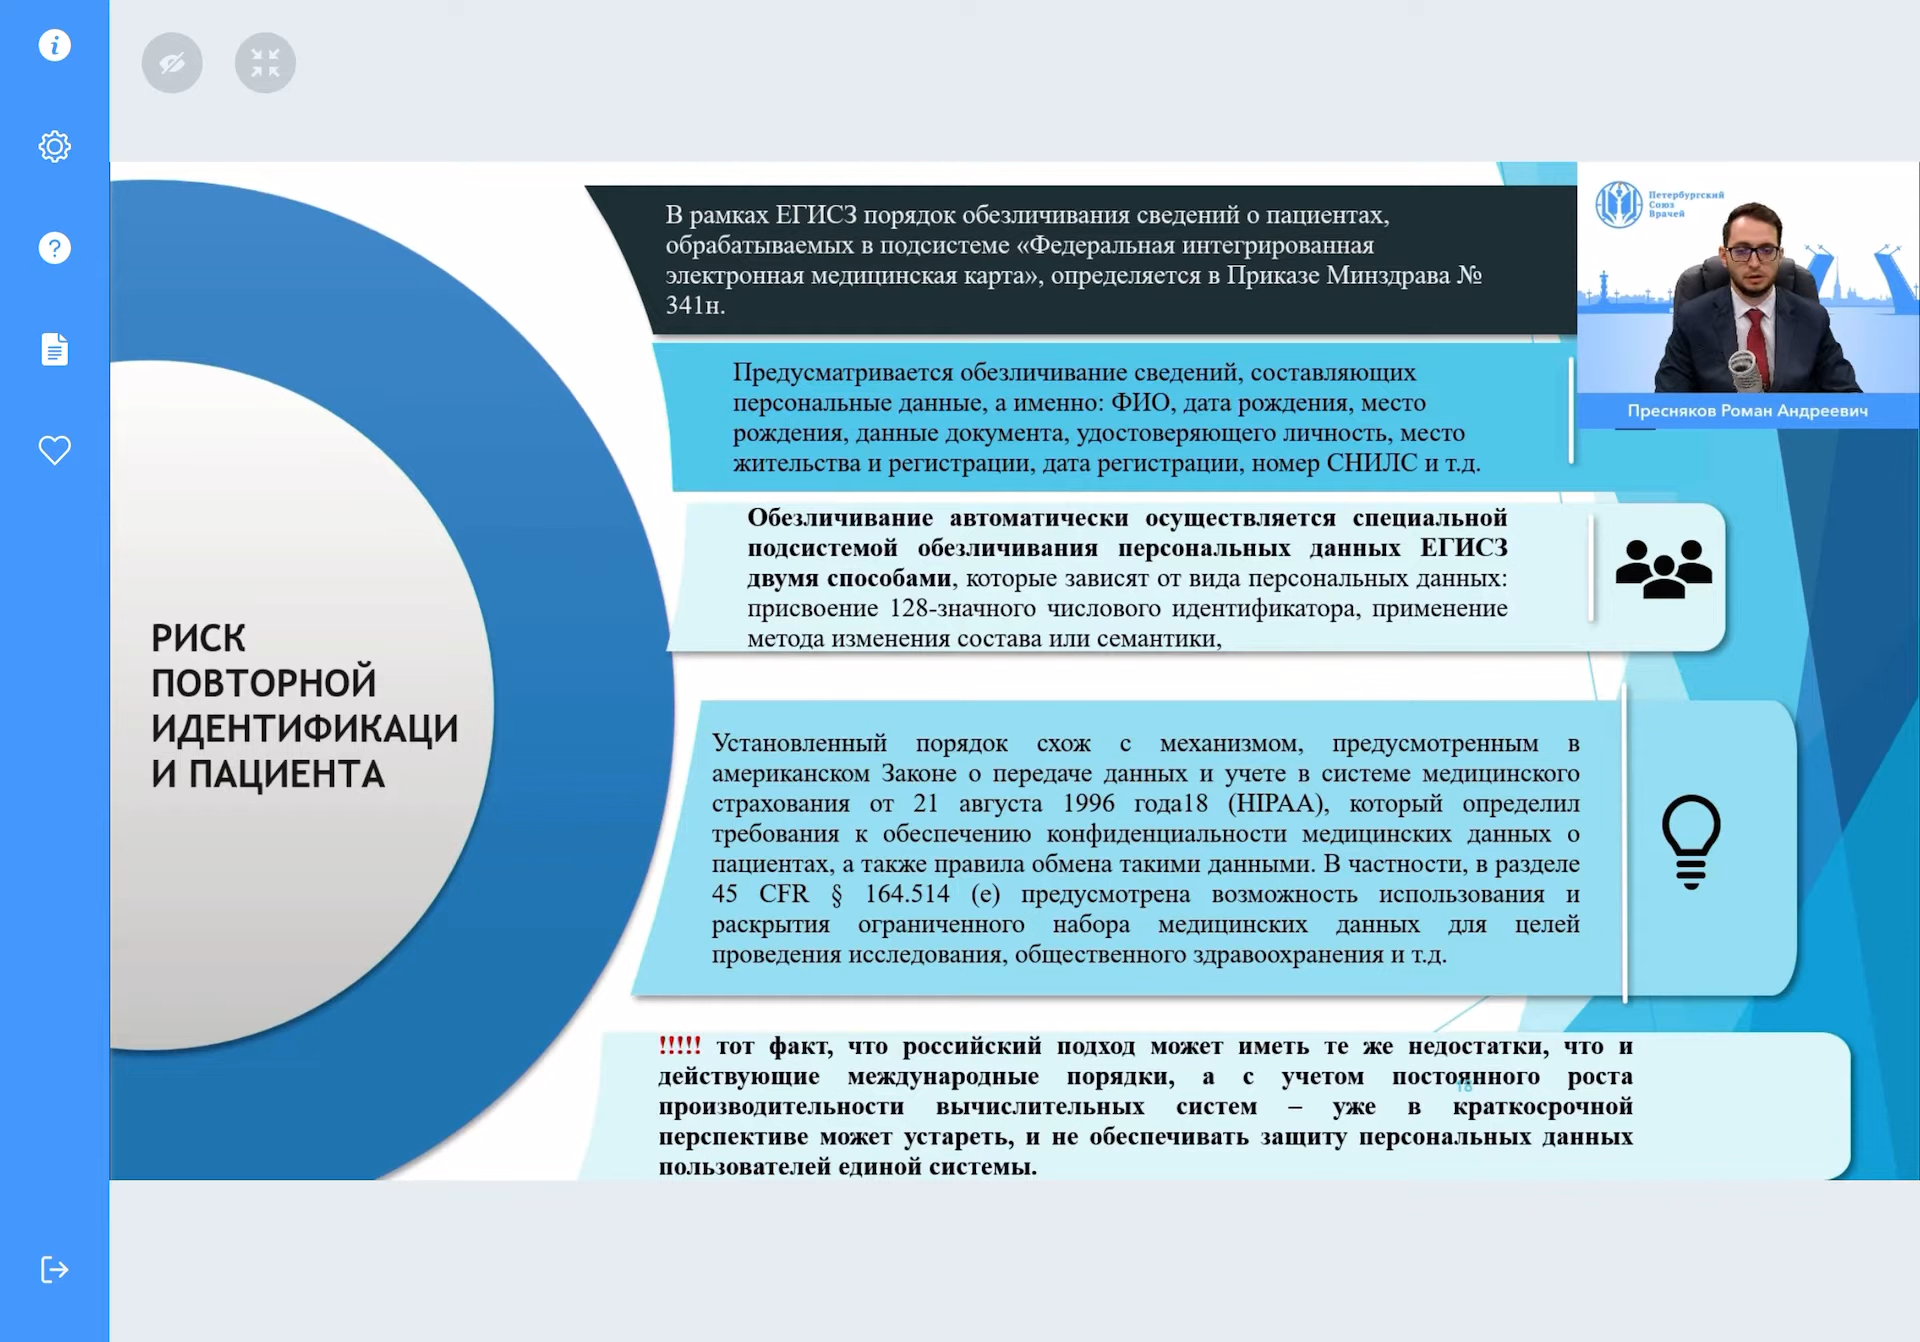 РИСК
ПОВТОРНОЙ
ИДЕНТИФИКАЦИ
И ПАЦИЕНТА
В рамках ЕГИСЗ порядок обезличивания сведений о пациентах,
обрабатываемых в подсистеме «Федеральная интегрированная
электронная медицинская карта», определяется в Приказе Минздрава №
341н.
Предусматривается обезличивание сведений, составляющих
персональные данные, а именно: ФИО, дата рождения, место
рождения, данные документа, удостоверяющего личность, место
жительства и регистрации, дата регистрации, номер СНИЛС и т.д.
Обезличивание автоматически осуществляется специальной
подсистемой обезличивания персональных данных ЕГИСЗ
двумя способами, которые зависят от вида персональных данных:
присвоение 128-значного числового идентификатора, применение
метода изменения состава или семантики,
Установленный порядок схож с механизмом, предусмотренным в
американском Законе о передаче данных и учете в системе медицинского
страхования от 21 августа 1996 года18 (HIPAA), который определил
требования к обеспечению конфиденциальности медицинских данных о
пациентах, а также правила обмена такими данными. В частности, в разделе
45 CFR § 164.514 (e) предусмотрена возможность использования и
раскрытия ограниченного набора медицинских данных для целей
проведения исследования, общественного здравоохранения и т.д.
!!!!! тот факт, что российский подход может иметь те же недостатки, что и
действующие международные порядки, а с учетом постоянного роста
производительности вычислительных систем – уже в краткосрочной
перспективе может устареть, и не обеспечивать защиту персональных данных
пользователей единой системы.
18
Петербургский
Союз
Врачей
Пресняков Роман Андреевич